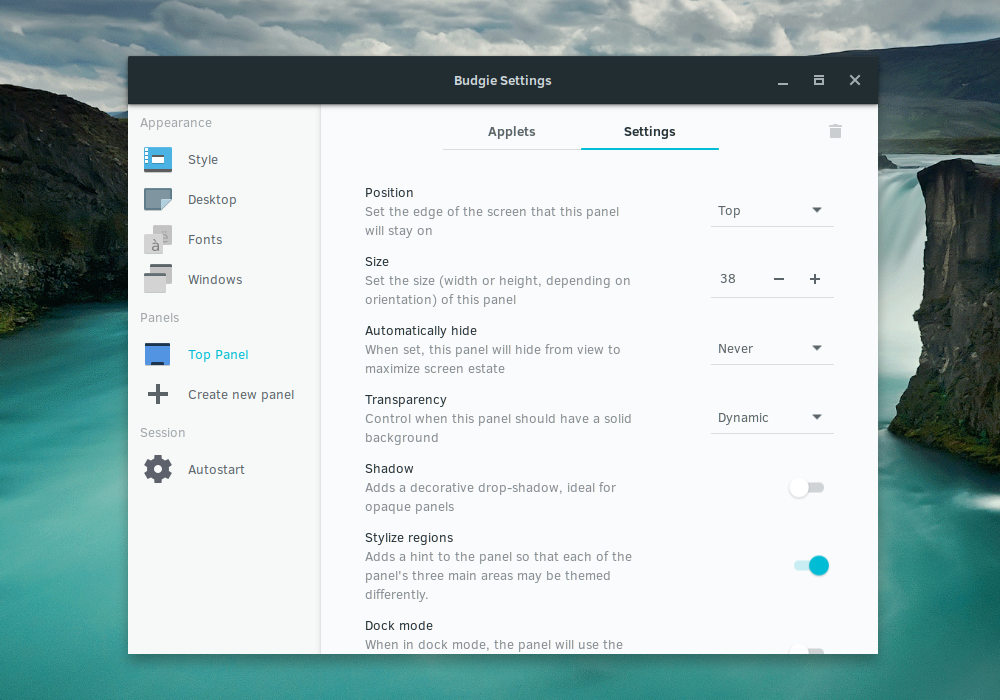 Budgie Settings
Appearance
Style
Desktop
Fonts
Windows
Panels
Top Panel
Create new panel
Session
Autostart
Applets
Settings
Position
Set the edge of the screen that this panel
will stay on
Top
Size
Set the size (width or height, depending on
orientation) of this panel
38
Automatically hide
When set, this panel will hide from view to
maximize screen estate
Never
Transparency
Control when this panel should have a solid
background
Dynamic
Shadow
Adds a decorative drop-shadow, ideal for
opaque panels
Stylize regions
Adds a hint to the panel so that each of the
panel's three main areas may be themed
differently.
Dock mode
When in dock mode, the panel will use the